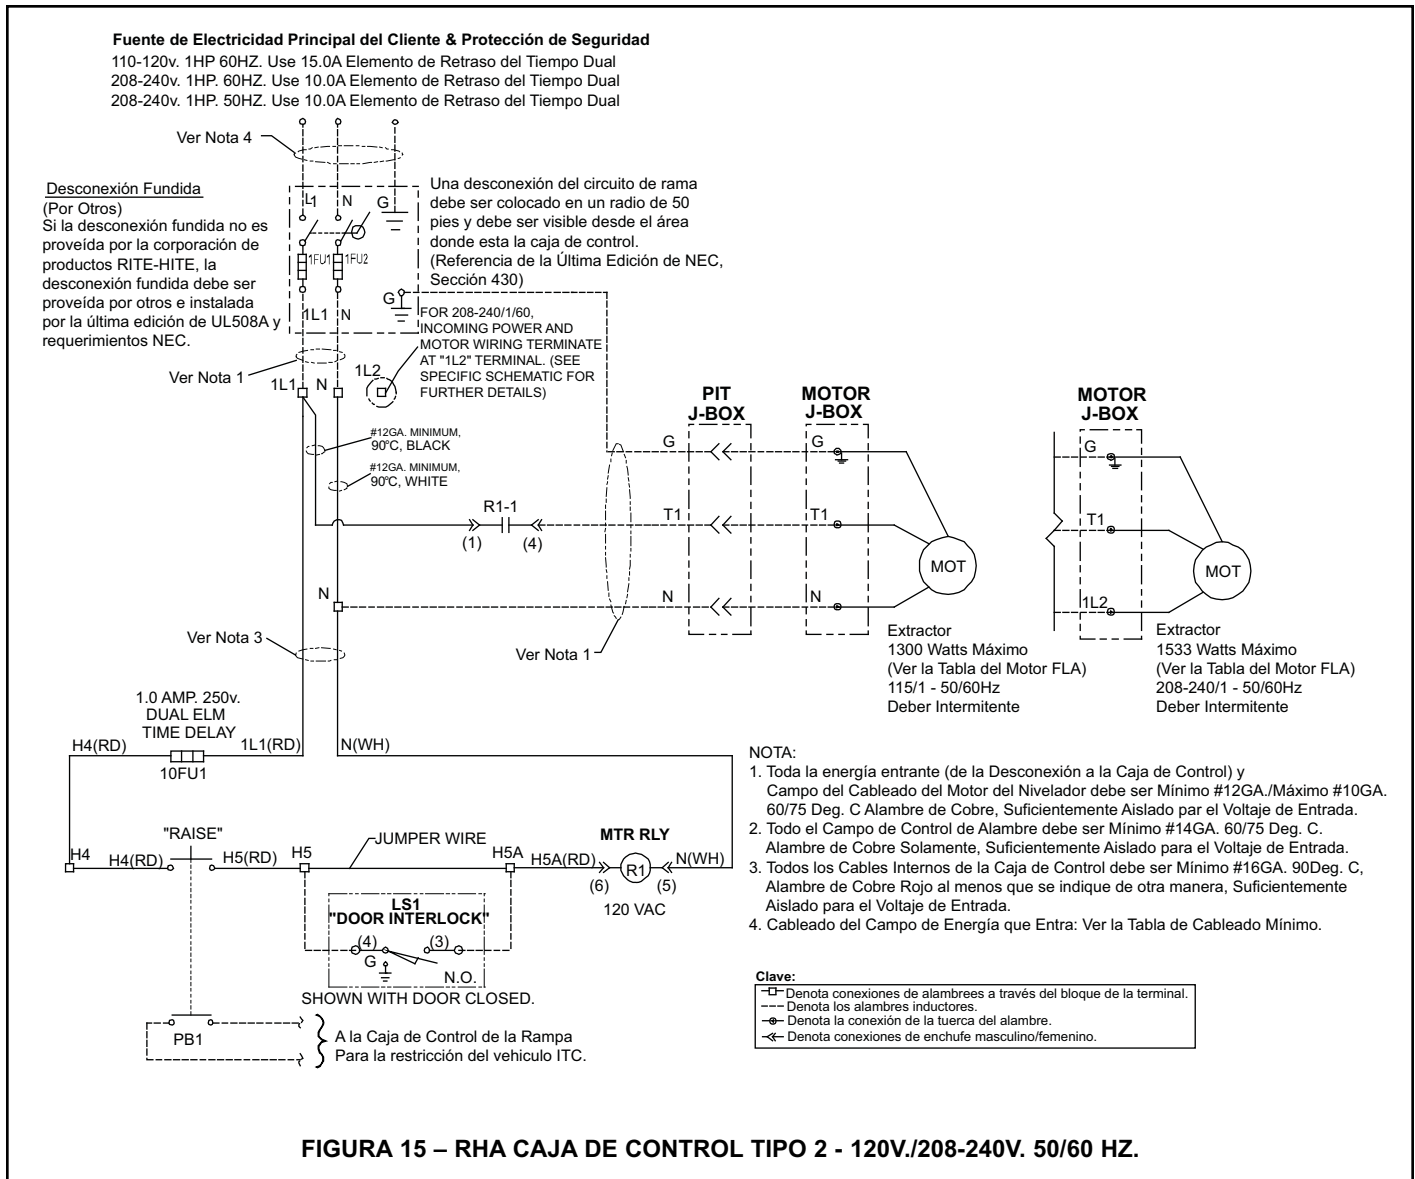 Fuente de Electricidad Principal del Cliente & Protección de Seguridad
110-120v. 1HP 60HZ. Use 15.0A Elemento de Retraso del Tiempo Dual
208-240v. 1HP. 60HZ. Use 10.0A Elemento de Retraso del Tiempo Dual
208-240v. 1HP. 50HZ. Use 10.0A Elemento de Retraso del Tiempo Dual
Ver Nota 4
Desconexión Fundida
(Por Otros)
Si la desconexión fundida no es
proveída por la corporación de
productos RITE-HITE, la
desconexión fundida debe ser
proveída por otros e instalada
por la última edición de UL508A y
requerimientos NEC.
L1 N G
1FU1 1FU2
1L1 N
G
Una desconexión del circuito de rama
debe ser colocado en un radio de 50
pies y debe ser visible desde el área
donde esta la caja de control.
(Referencia de la Última Edición de NEC,
Sección 430)
FOR 208-240/1/60,
INCOMING POWER AND
MOTOR WIRING TERMINATE
AT "1L2" TERMINAL. (SEE
SPECIFIC SCHEMATIC FOR
FURTHER DETAILS)
Ver Nota 1
1L1 N 1L2
#12GA. MINIMUM,
90°C, BLACK
#12GA. MINIMUM,
90°C, WHITE
R1-1
(1) (4)
N
Ver Nota 3
Ver Nota 1
PIT
J-BOX
G
T1
N
MOTOR
J-BOX
G
T1
N
MOT
Extractor
1300 Watts Máximo
(Ver la Tabla del Motor FLA)
115/1 - 50/60Hz
Deber Intermitente
MOTOR
J-BOX
G
T1
1L2
MOT
Extractor
1533 Watts Máximo
(Ver la Tabla del Motor FLA)
208-240/1 - 50/60Hz
Deber Intermitente
1.0 AMP. 250v.
DUAL ELM
TIME DELAY
H4(RD) 1L1(RD) N(WH)
10FU1
"RAISE"
H4 H4(RD) H5(RD) H5
JUMPER WIRE
H5A H5A(RD)
MTR RLY
R1
N(WH)
(6) (5)
120 VAC
LS1
"DOOR INTERLOCK"
(4) (3)
G
N.O.
SHOWN WITH DOOR CLOSED.
PB1
A la Caja de Control de la Rampa
Para la restricción del vehiculo ITC.
NOTA:
1. Toda la energía entrante (de la Desconexión a la Caja de Control) y
Campo del Cableado del Motor del Nivelador debe ser Mínimo #12GA./Máximo #10GA.
60/75 Deg. C Alambre de Cobre, Suficientemente Aislado par el Voltaje de Entrada.
2. Todo el Campo de Control de Alambre debe ser Mínimo #14GA. 60/75 Deg. C.
Alambre de Cobre Solamente, Suficientemente Aislado para el Voltaje de Entrada.
3. Todos los Cables Internos de la Caja de Control debe ser Mínimo #16GA. 90Deg. C,
Alambre de Cobre Rojo al menos que se indique de otra manera, Suficientemente
Aislado para el Voltaje de Entrada.
4. Cableado del Campo de Energía que Entra: Ver la Tabla de Cableado Mínimo.
Clave:
Denota conexiones de alambrees a través del bloque de la terminal.
Denota los alambres inductores.
Denota la conexión de la tuerca del alambre.
Denota conexiones de enchufe masculino/femenino.
FIGURA 15 – RHA CAJA DE CONTROL TIPO 2 - 120V./208-240V. 50/60 HZ.